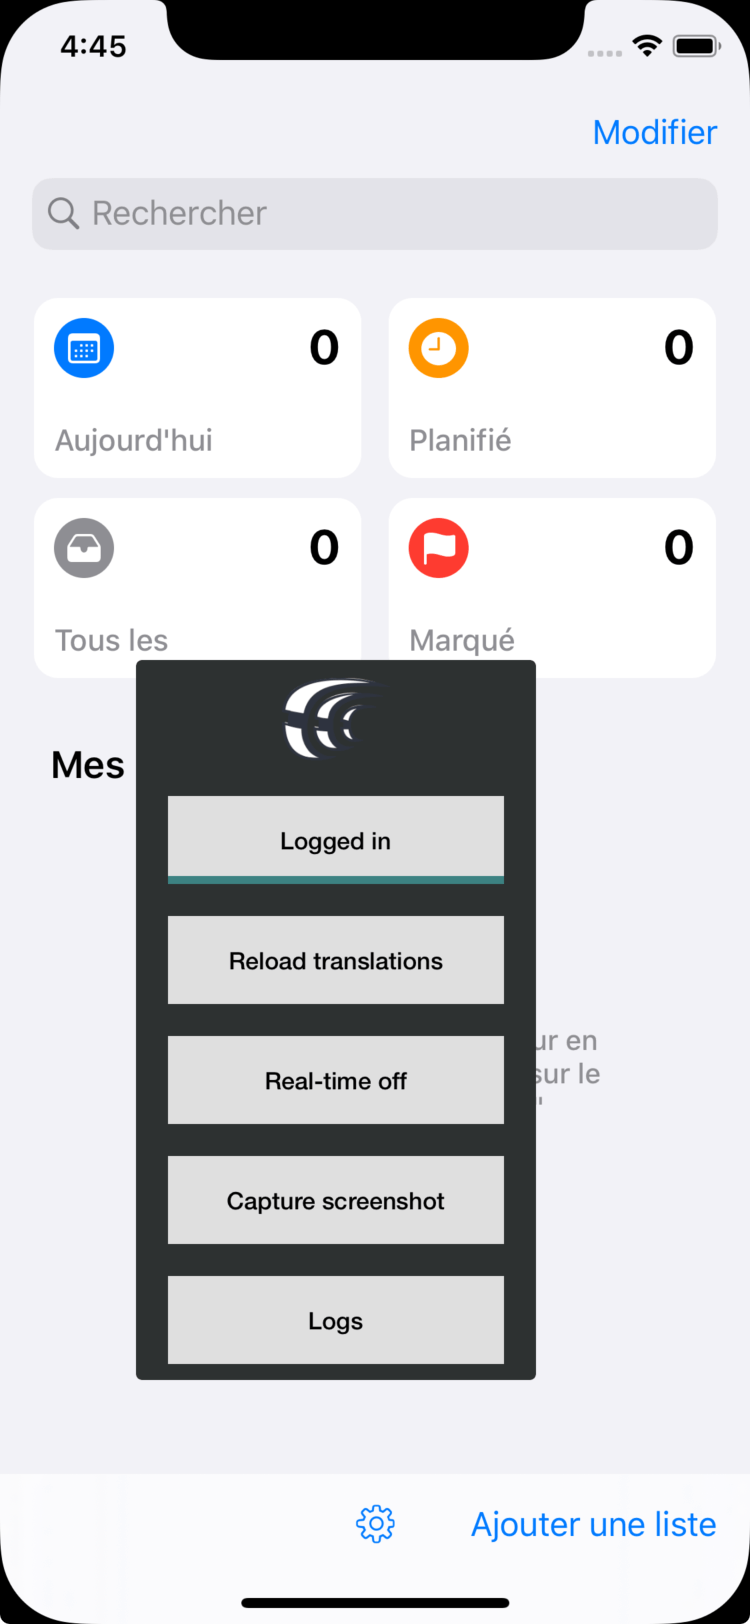 4:45
Modifier
Rechercher
0
0
Aujourd'hui
Planifié
0
0
Tous les
Marqué
Mes
Logged in
Reload translations
Real-time off
en
sur le
Capture screenshot
Logs
Ajouter une liste